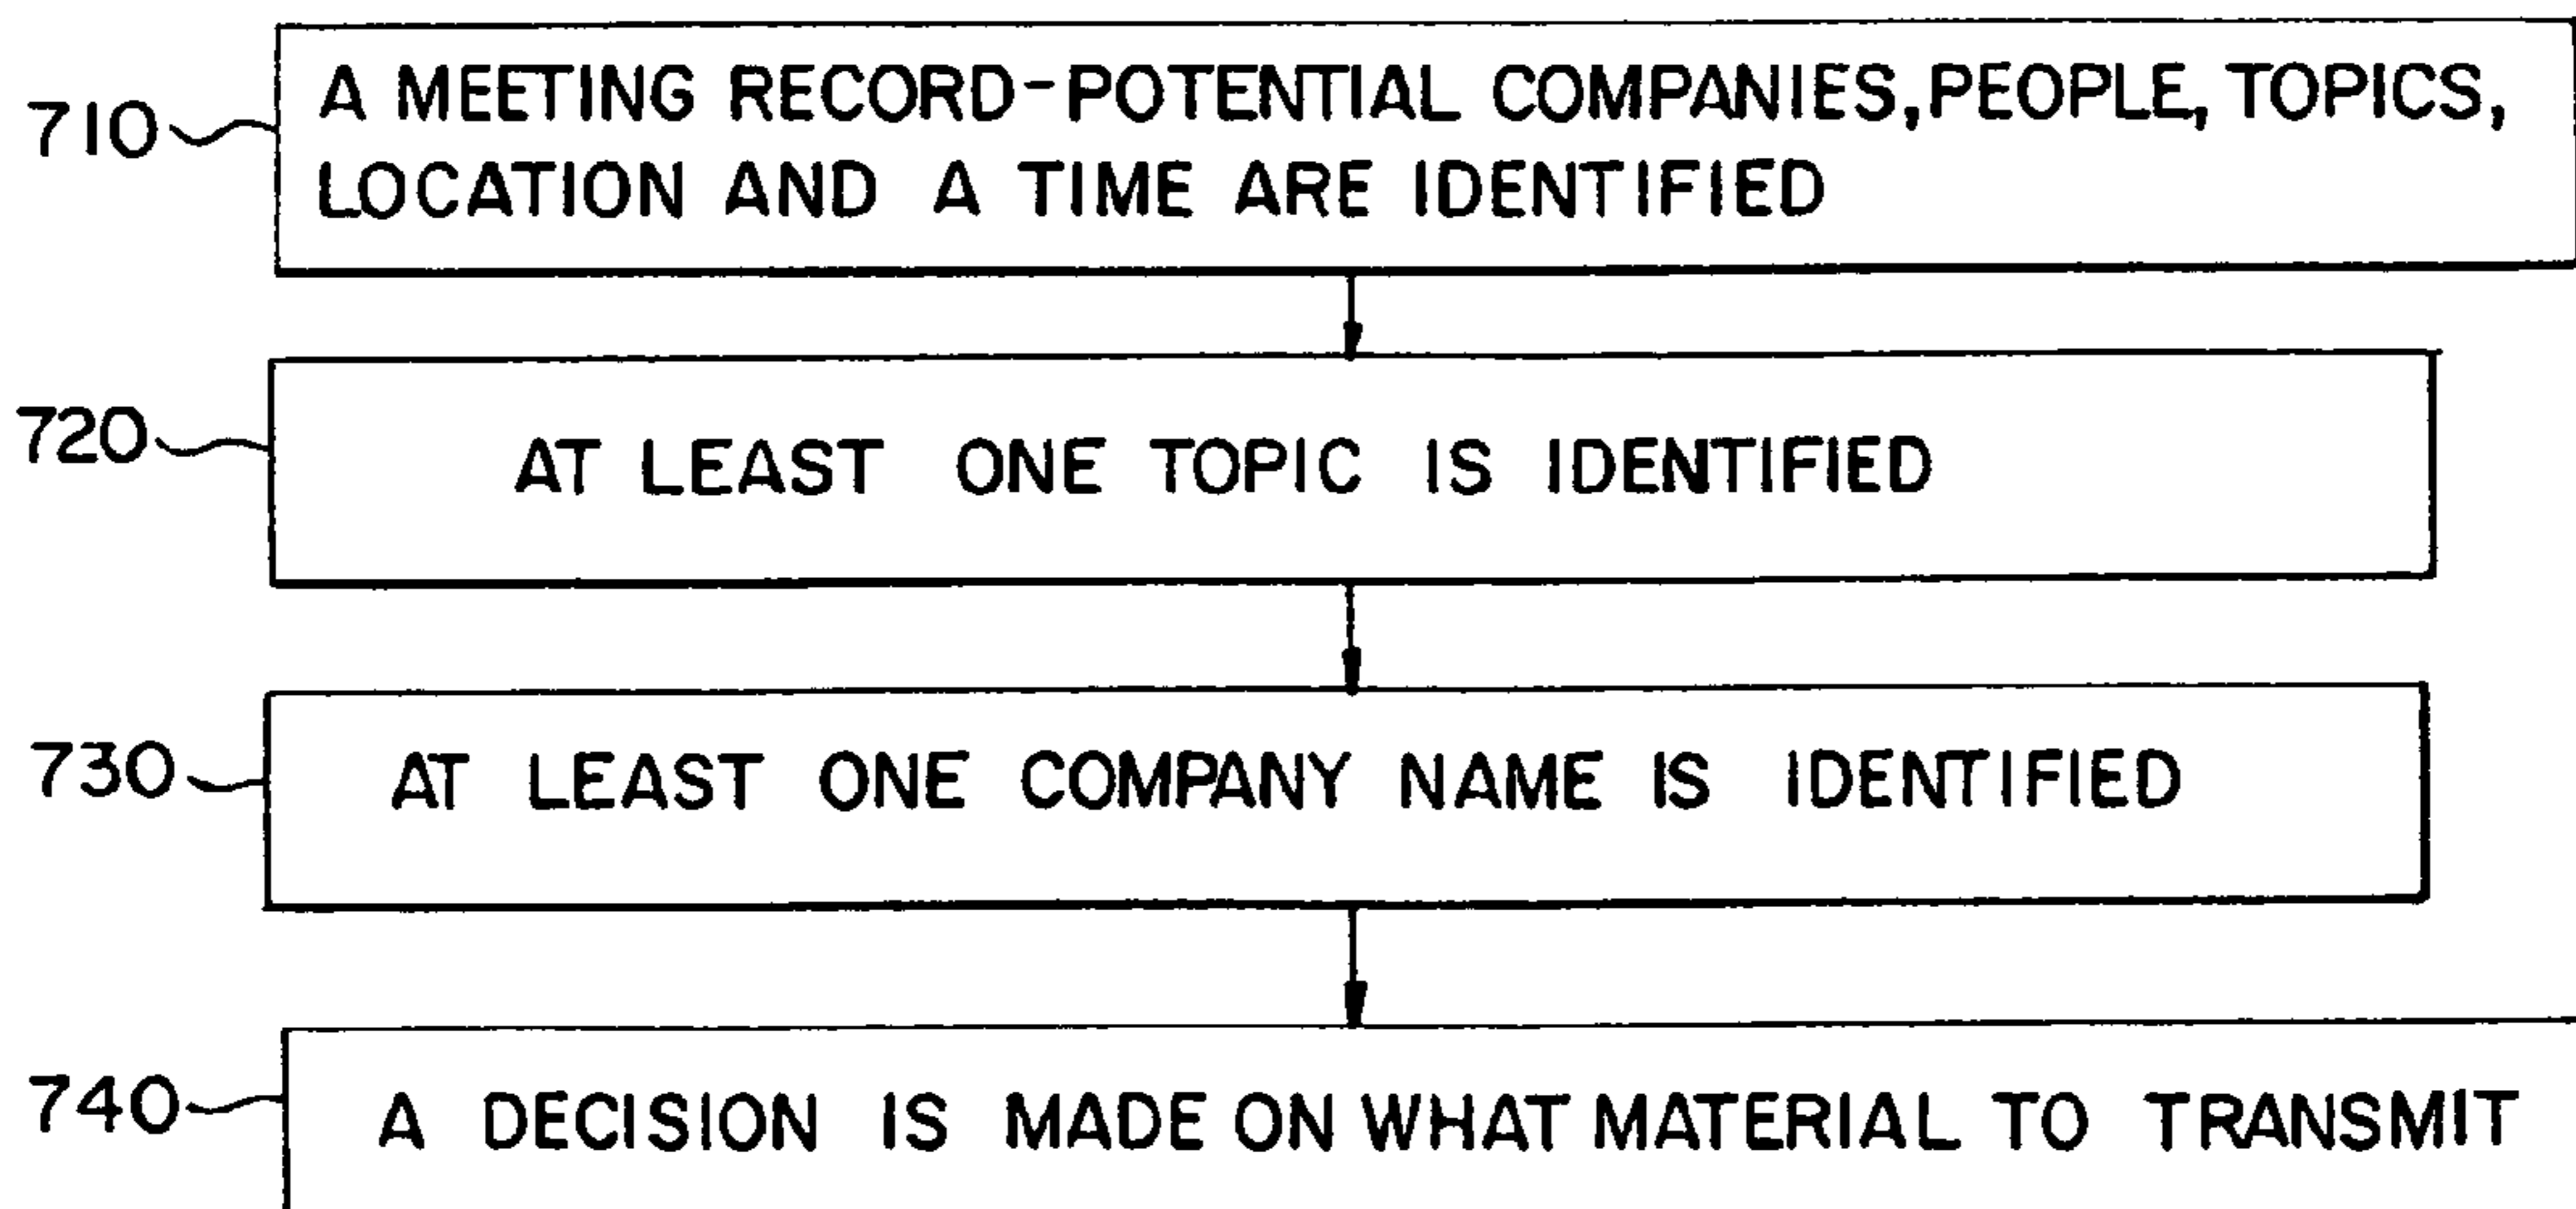 710
A MEETING RECORD-POTENTIAL COMPANIES, PEOPLE, TOPICS,
LOCATION AND A TIME ARE IDENTIFIED
720
AT LEAST ONE TOPIC IS IDENTIFIED
730
AT LEAST ONE COMPANY NAME IS IDENTIFIED
740
A DECISION IS MADE ON WHAT MATERIAL TO TRANSMIT